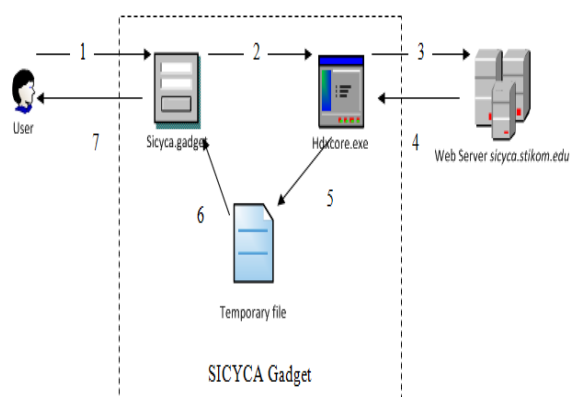 1
2
3
User
Sicyca.gadget
Hdxcore.exe
Web Server sicyca.stikom.edu
7
4
6
5
Temporary file
SICYCA Gadget